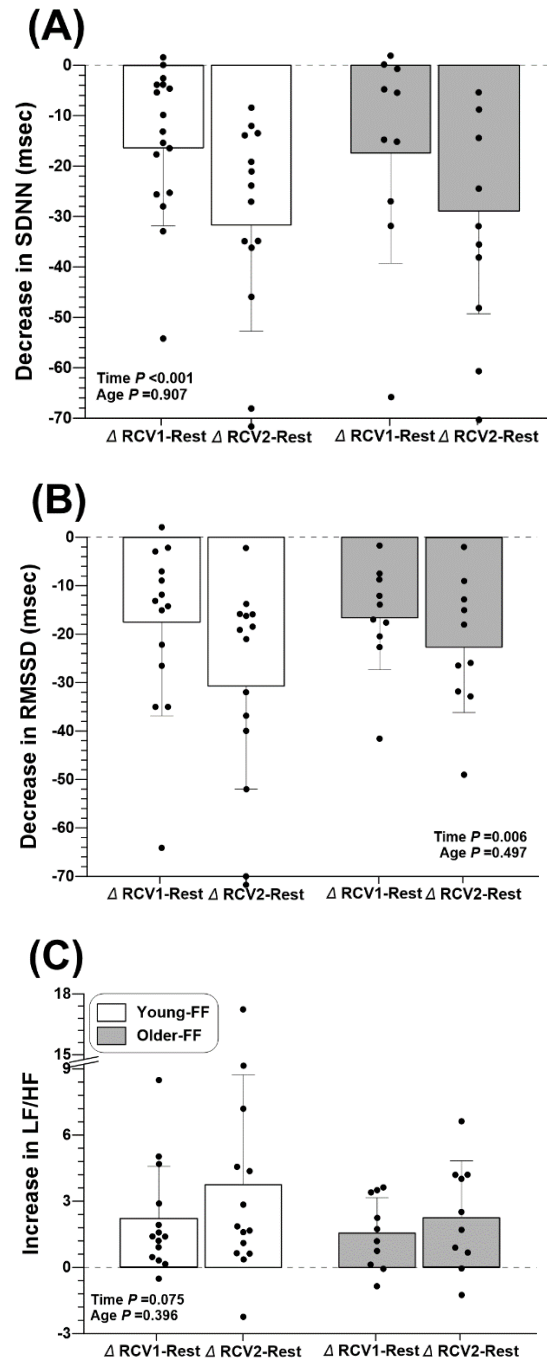 (A)
Decrease in SDNN (msec)
0
-10
-20
-30
-40
-50
-60
-70
Time P <0.001
Age P =0.907
Δ RCV1-Rest Δ RCV2-Rest Δ RCV1-Rest Δ RCV2-Rest
(B)
Decrease in RMSSD (msec)
0
-10
-20
-30
-40
-50
-60
-70
Time P =0.006
Age P =0.497
Δ RCV1-Rest Δ RCV2-Rest Δ RCV1-Rest Δ RCV2-Rest
(C)
Increase in LF/HF
18
15
9
6
3
0
-3
Young-FF
Older-FF
Time P =0.075
Age P =0.396
Δ RCV1-Rest Δ RCV2-Rest Δ RCV1-Rest Δ RCV2-Rest